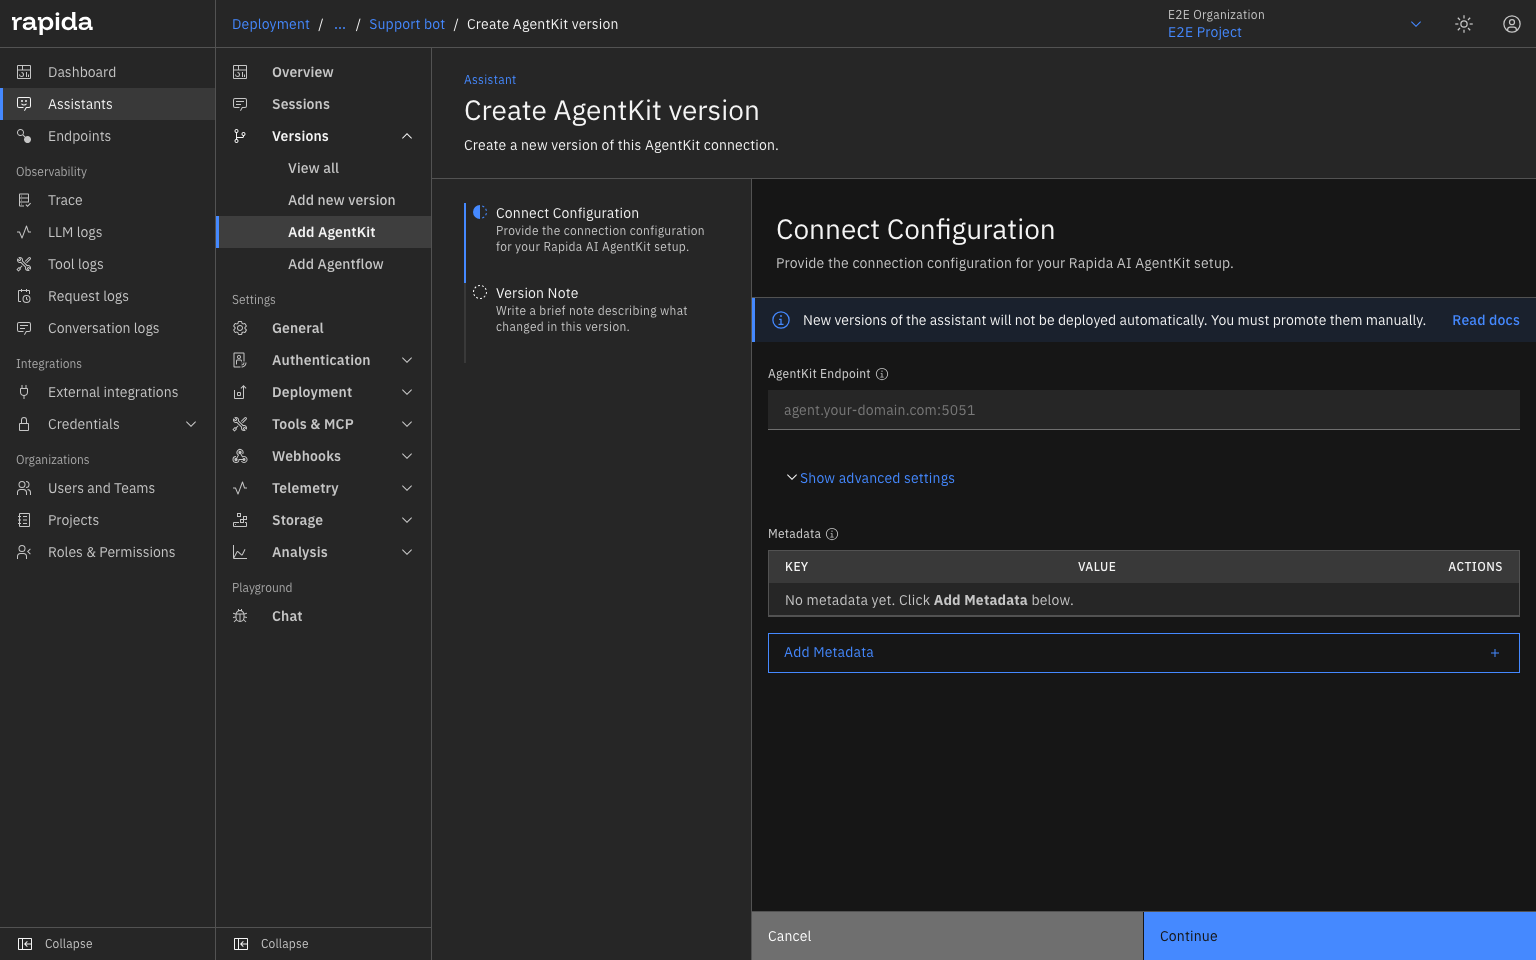 rapida
Deployment / ... / Support bot / Create AgentKit version
E2E Organization
E2E Project
Dashboard
Assistants
Endpoints
Observability
Trace
LLM logs
Tool logs
Request logs
Conversation logs
Integrations
External integrations
Credentials
Organizations
Users and Teams
Projects
Roles & Permissions
Collapse
Overview
Sessions
Versions
View all
Add new version
Add AgentKit
Add Agentflow
Settings
General
Authentication
Deployment
Tools & MCP
Webhooks
Telemetry
Storage
Analysis
Playground
Chat
Collapse
Assistant
Create AgentKit version
Create a new version of this AgentKit connection.
Connect Configuration
Provide the connection configuration
for your Rapida AI AgentKit setup.
Version Note
Write a brief note describing what
changed in this version.
Connect Configuration
Provide the connection configuration for your Rapida AI AgentKit setup.
New versions of the assistant will not be deployed automatically. You must promote them manually. Read docs
AgentKit Endpoint
agent.your-domain.com:5051
Show advanced settings
Metadata
KEY VALUE ACTIONS
No metadata yet. Click Add Metadata below.
Add Metadata +
Cancel
Continue